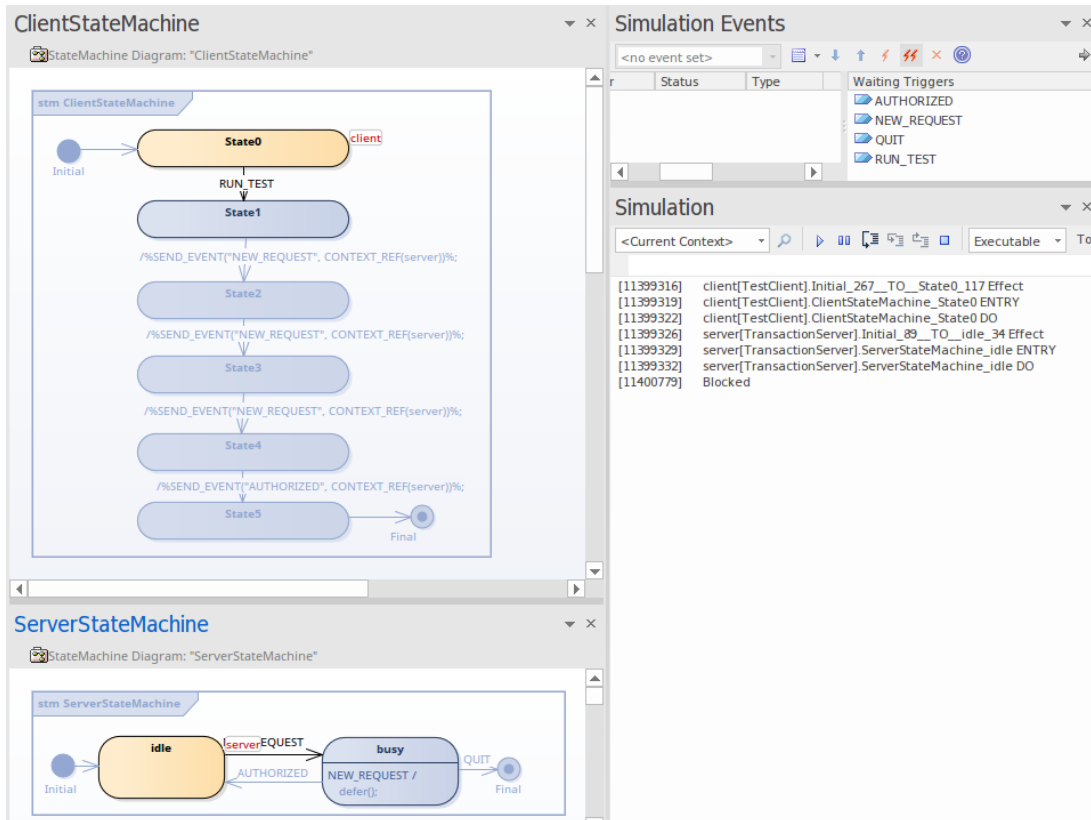 ClientStateMachine
StateMachine Diagram: "ClientStateMachine"
stm ClientStateMachine
Initial
State0
client
RUN_TEST
State1
/%SEND_EVENT("NEW_REQUEST", CONTEXT_REF(server))%;
State2
/%SEND_EVENT("NEW_REQUEST", CONTEXT_REF(server))%;
State3
/%SEND_EVENT("NEW_REQUEST", CONTEXT_REF(server))%;
State4
/%SEND_EVENT("AUTHORIZED", CONTEXT_REF(server))%;
State5
Final
ServerStateMachine
StateMachine Diagram: "ServerStateMachine"
stm ServerStateMachine
Initial
idle
server
EQUEST
AUTHORIZED
busy
NEW_REQUEST /
defer();
QUIT
Final
Simulation Events
<no event set>
r Status Type
Waiting Triggers
AUTHORIZED
NEW_REQUEST
QUIT
RUN_TEST
Simulation
<Current Context> Executable To
[11399316] client[TestClient].Initial_267__TO__State0_117 Effect
[11399319] client[TestClient].ClientStateMachine_State0 ENTRY
[11399322] client[TestClient].ClientStateMachine_State0 DO
[11399326] server[TransactionServer].Initial_89__TO__idle_34 Effect
[11399329] server[TransactionServer].ServerStateMachine_idle ENTRY
[11399332] server[TransactionServer].ServerStateMachine_idle DO
[11400779] Blocked